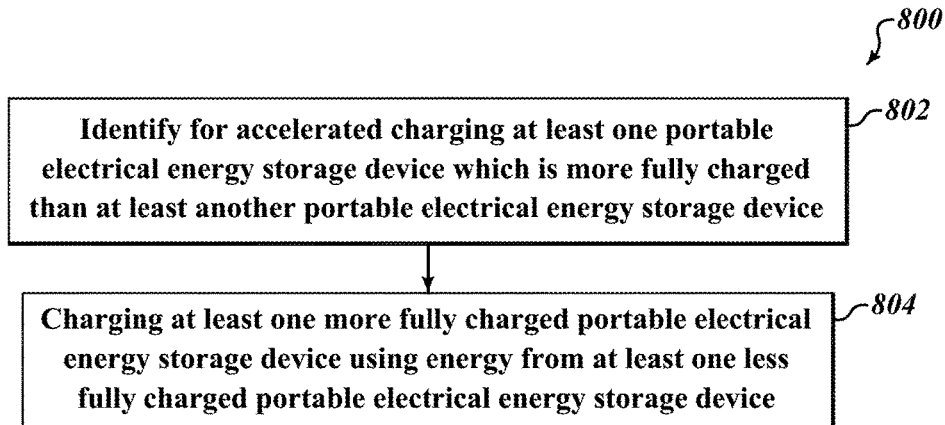 800
802
Identify for accelerated charging at least one portable
electrical energy storage device which is more fully charged
than at least another portable electrical energy storage device
804
Charging at least one more fully charged portable electrical
energy storage device using energy from at least one less
fully charged portable electrical energy storage device